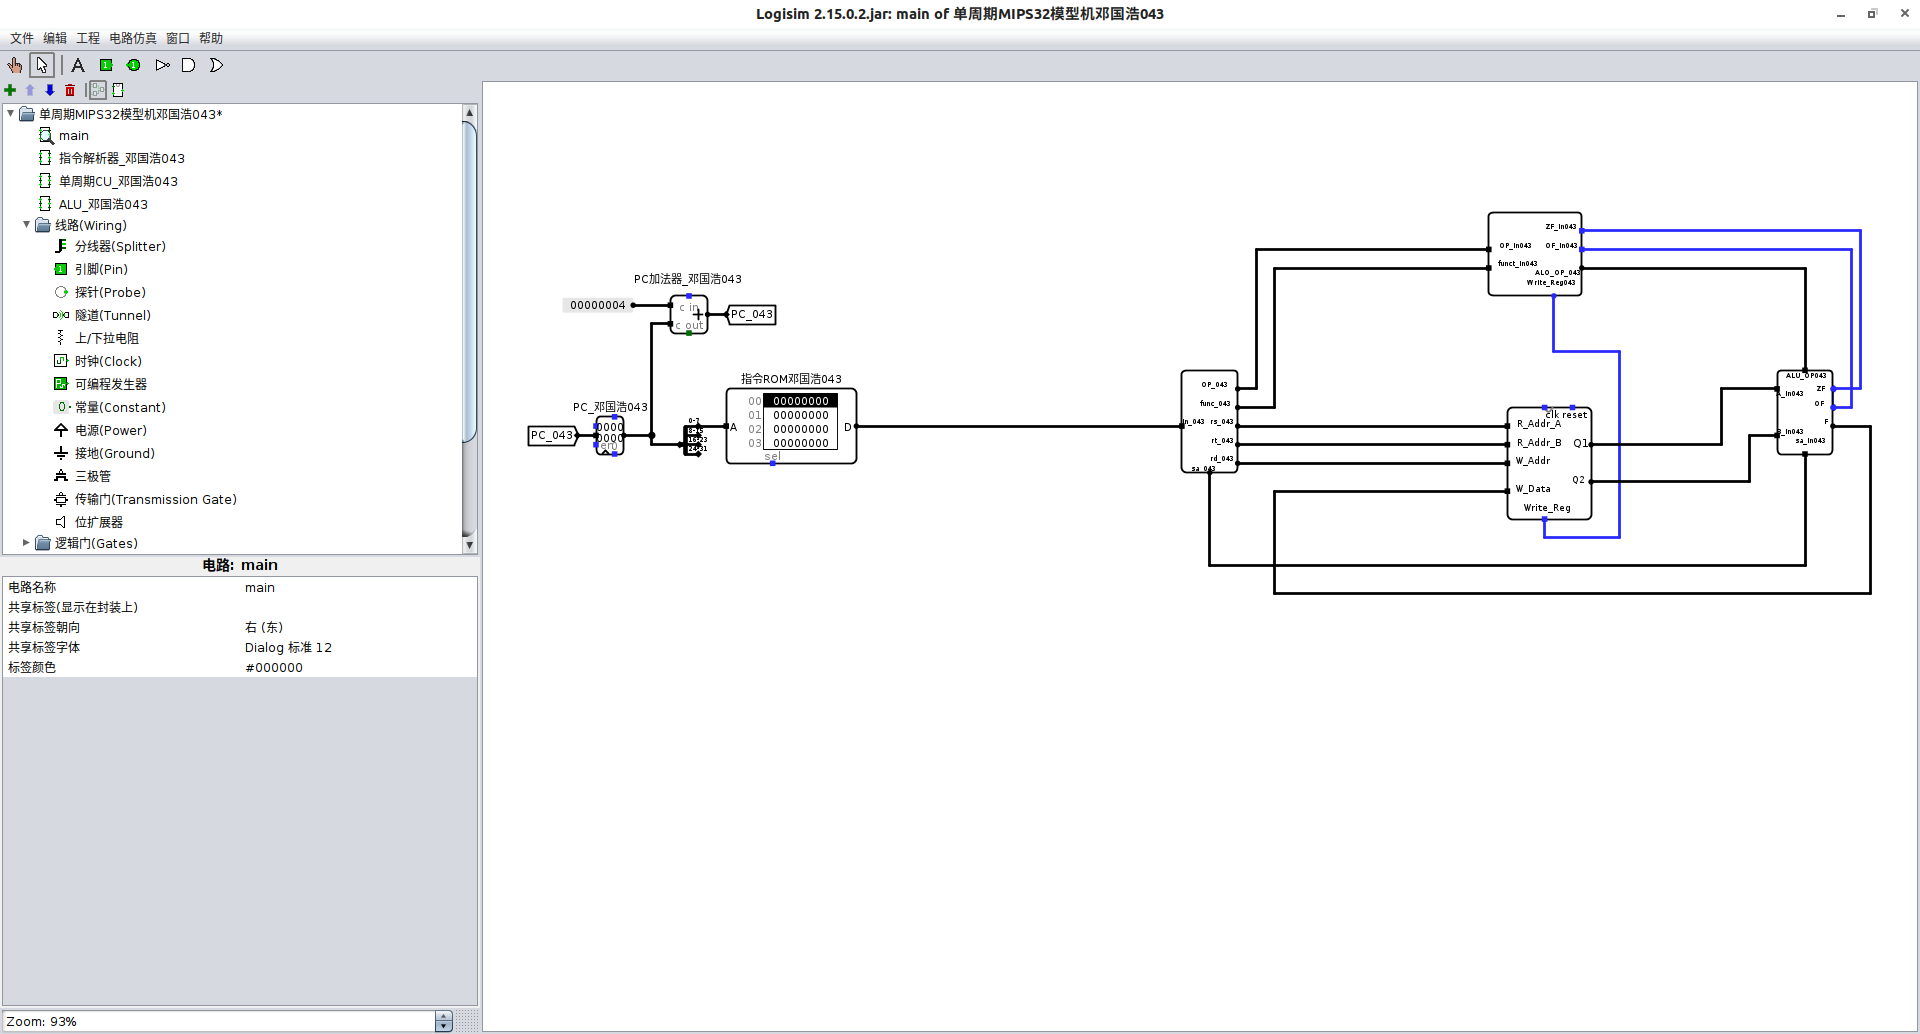 Logisim 2.15.0.2.jar: main of 单周期MIPS32模型机邓国浩043
文件 编辑 工程 电路仿真 窗口 帮助
单周期MIPS32模型机邓国浩043*
main
指令解析器_邓国浩043
单周期CU_邓国浩043
ALU_邓国浩043
线路(Wiring)
分线器(Splitter)
引脚(Pin)
探针(Probe)
隧道(Tunnel)
上/下拉电阻
时钟(Clock)
可编程发生器
常量(Constant)
电源(Power)
接地(Ground)
三极管
传输门(Transmission Gate)
位扩展器
逻辑门(Gates)
电路: main
电路名称 main
共享标签(显示在封装上)
共享标签朝向 右 (东)
共享标签字体 Dialog 标准 12
标签颜色 #000000
Zoom: 93%
PC加法器_邓国浩043
00000004
c in
c out
PC_043
PC_邓国浩043
PC_043
0000
0000
0-7
8-15
16-23
24-31
指令ROM邓国浩043
00 00000000
01 00000000
02 00000000
03 00000000
A
D
sel
OP_043
func_043
in_043 rs_043
rt_043
rd_043
sa_043
ZF_in043
OP_in043 OF_in043
funct_in043
ALO_OP_043
Write_Reg043
clk reset
R_Addr_A
R_Addr_B Q1
W_Addr
Q2
W_Data
Write_Reg
ALU_OP043
ZF
_in043
OF
F
_in043
sa_in043